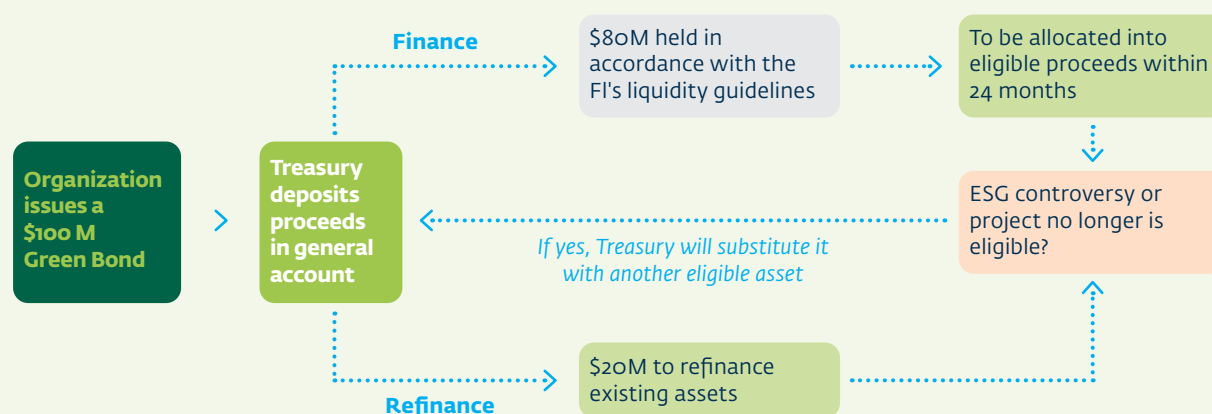 Finance
$80M held in
accordance with the
FI's liquidity guidelines
To be allocated into
eligible proceeds within
24 months
Organization
issues a
$100 M
Green Bond
Treasury
deposits
proceeds
in general
account
If yes, Treasury will substitute it
with another eligible asset
ESG controversy or
project no longer is
eligible?
$20M to refinance
existing assets
Refinance